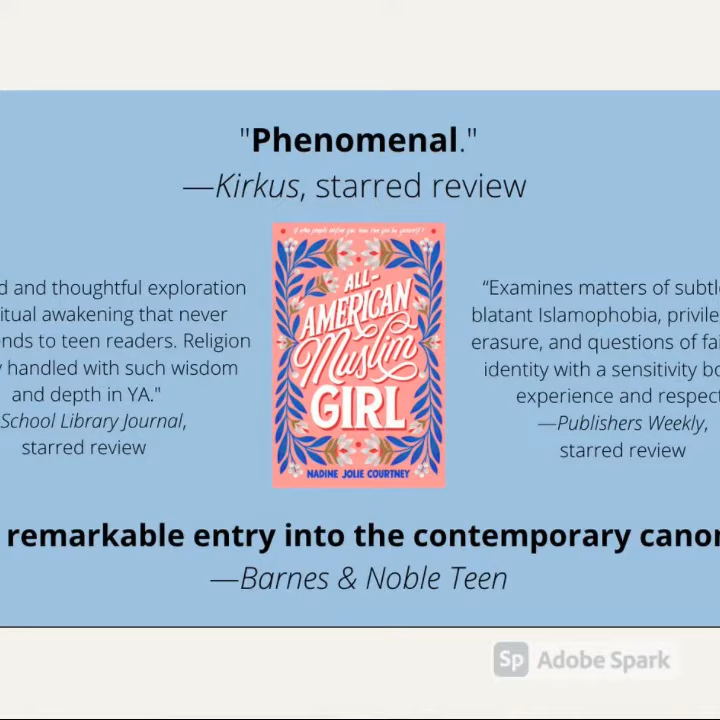 "Phenomenal."
—Kirkus, starred review
d and thoughtful exploration
itual awakening that never
nds to teen readers. Religion
y handled with such wisdom
and depth in YA."
School Library Journal,
starred review
ALL-
AMERICAN
Muslim
GIRL
NADINE JOLIE COURTNEY
“Examines matters of subtle
blatant Islamophobia, privile
erasure, and questions of fai
identity with a sensitivity bo
experience and respect
—Publishers Weekly,
starred review
remarkable entry into the contemporary canon
—Barnes & Noble Teen
Sp Adobe Spark